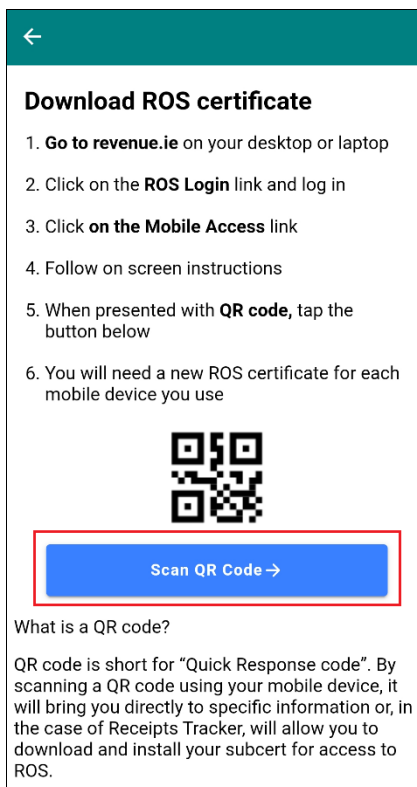 Download ROS certificate
1. Go to revenue.ie on your desktop or laptop
2. Click on the ROS Login link and log in
3. Click on the Mobile Access link
4. Follow on screen instructions
5. When presented with QR code, tap the
button below
6. You will need a new ROS certificate for each
mobile device you use
Scan QR Code→
What is a QR code?
QR code is short for “Quick Response code”. By
scanning a QR code using your mobile device, it
will bring you directly to specific information or, in
the case of Receipts Tracker, will allow you to
download and install your subcert for access to
ROS.